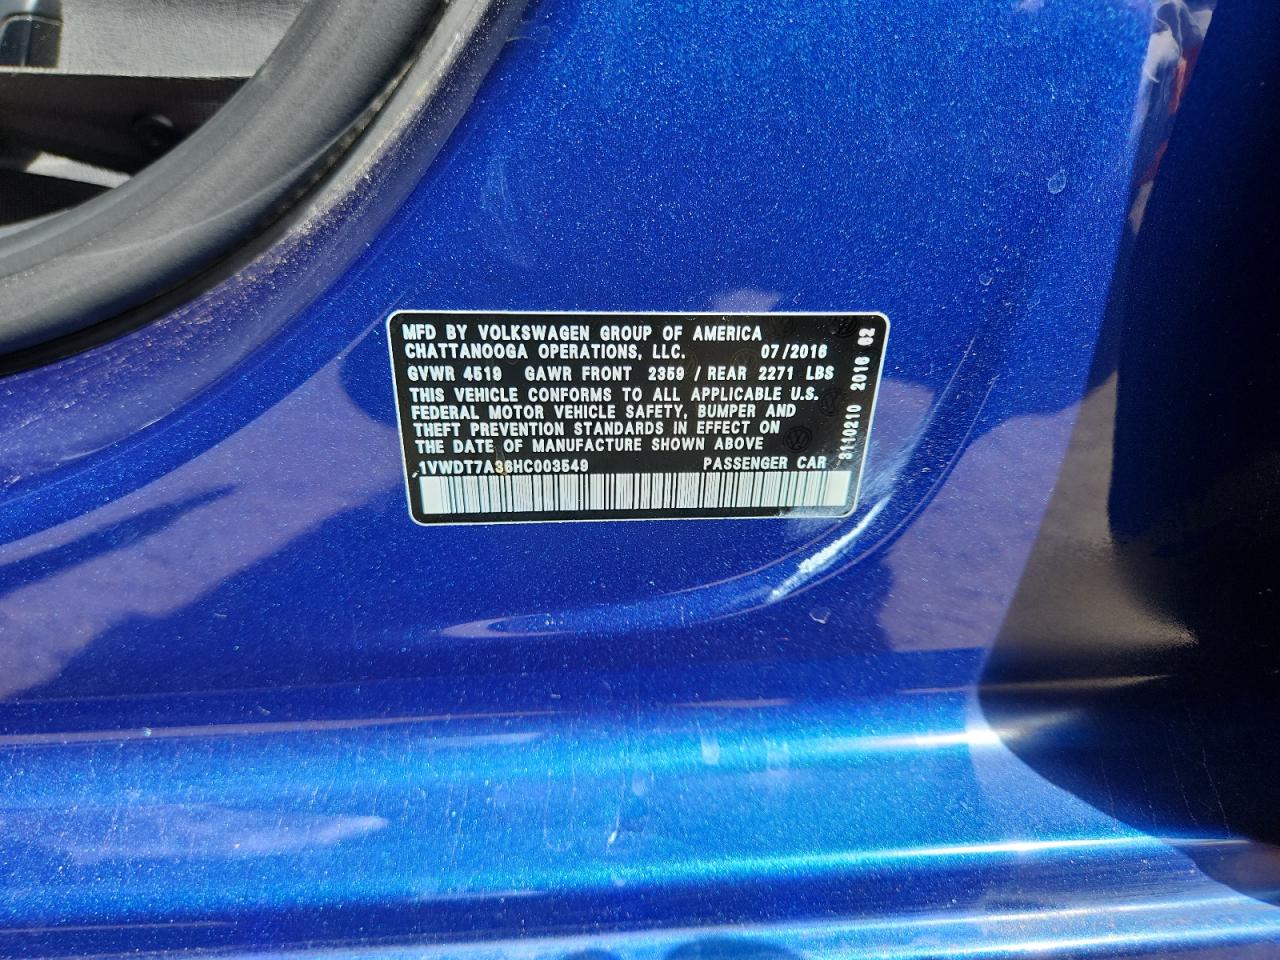 MFD BY VOLKSWAGEN GROUP OF AMERICA
CHATTANOOGA OPERATIONS, LLC. 07/2016
GVWR 4519 GAWR FRONT 2359 / REAR 2271 LBS
THIS VEHICLE CONFORMS TO ALL APPLICABLE U.S.
FEDERAL MOTOR VEHICLE SAFETY, BUMPER AND
THEFT PREVENTION STANDARDS IN EFFECT ON
THE DATE OF MANUFACTURE SHOWN ABOVE
1VWDT7A38HC003549 PASSENGER CAR
3110210 2016 62